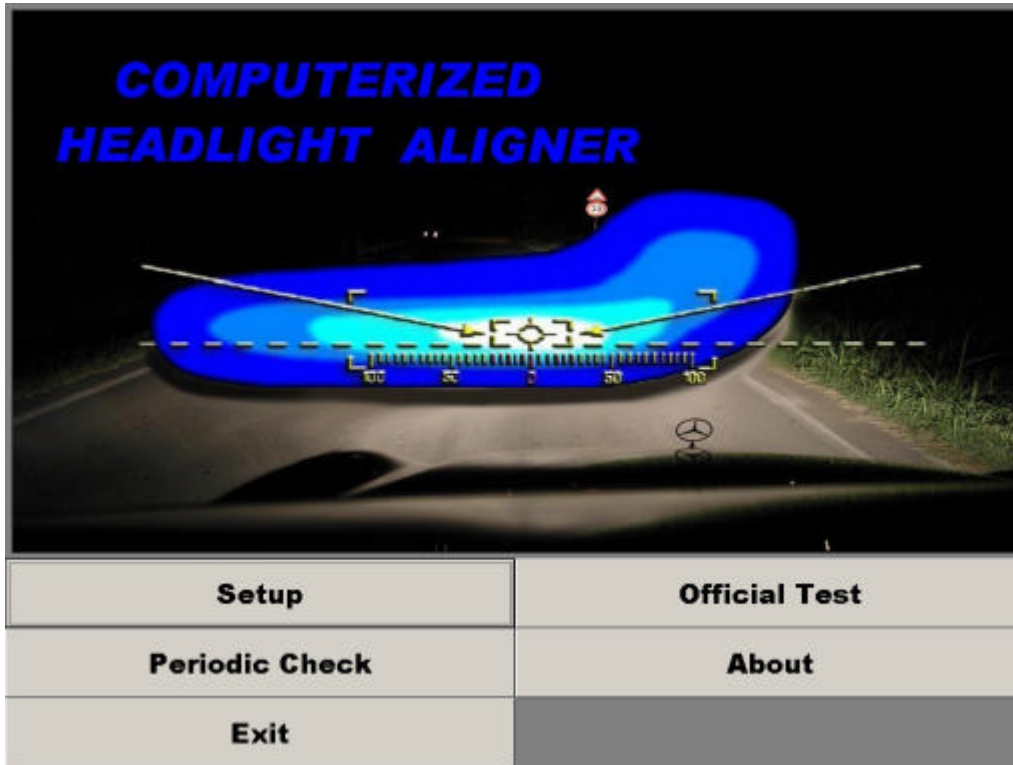 COMPUTERIZED
HEADLIGHT ALIGNER
100 50 0 50 100
Setup
Official Test
Periodic Check
About
Exit